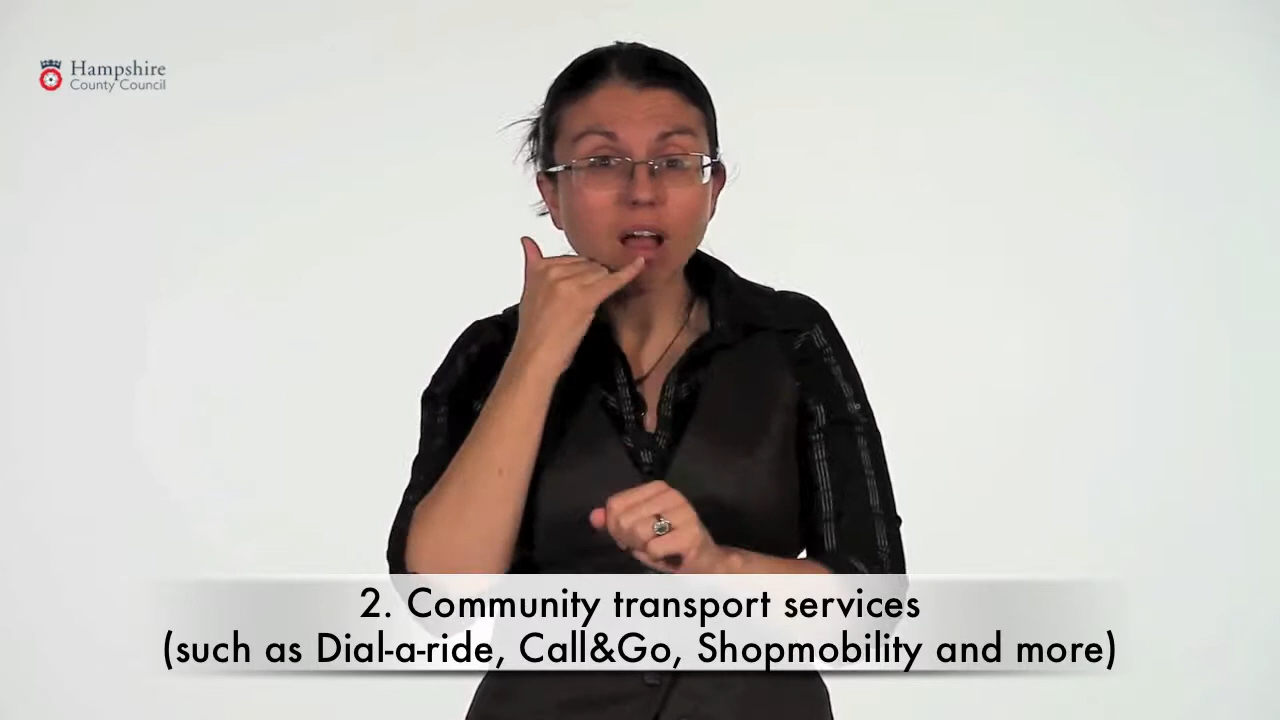 Hampshire
County Council
2. Community transport services
(such as Dial-a-ride, Call&Go, Shopmobility and more)